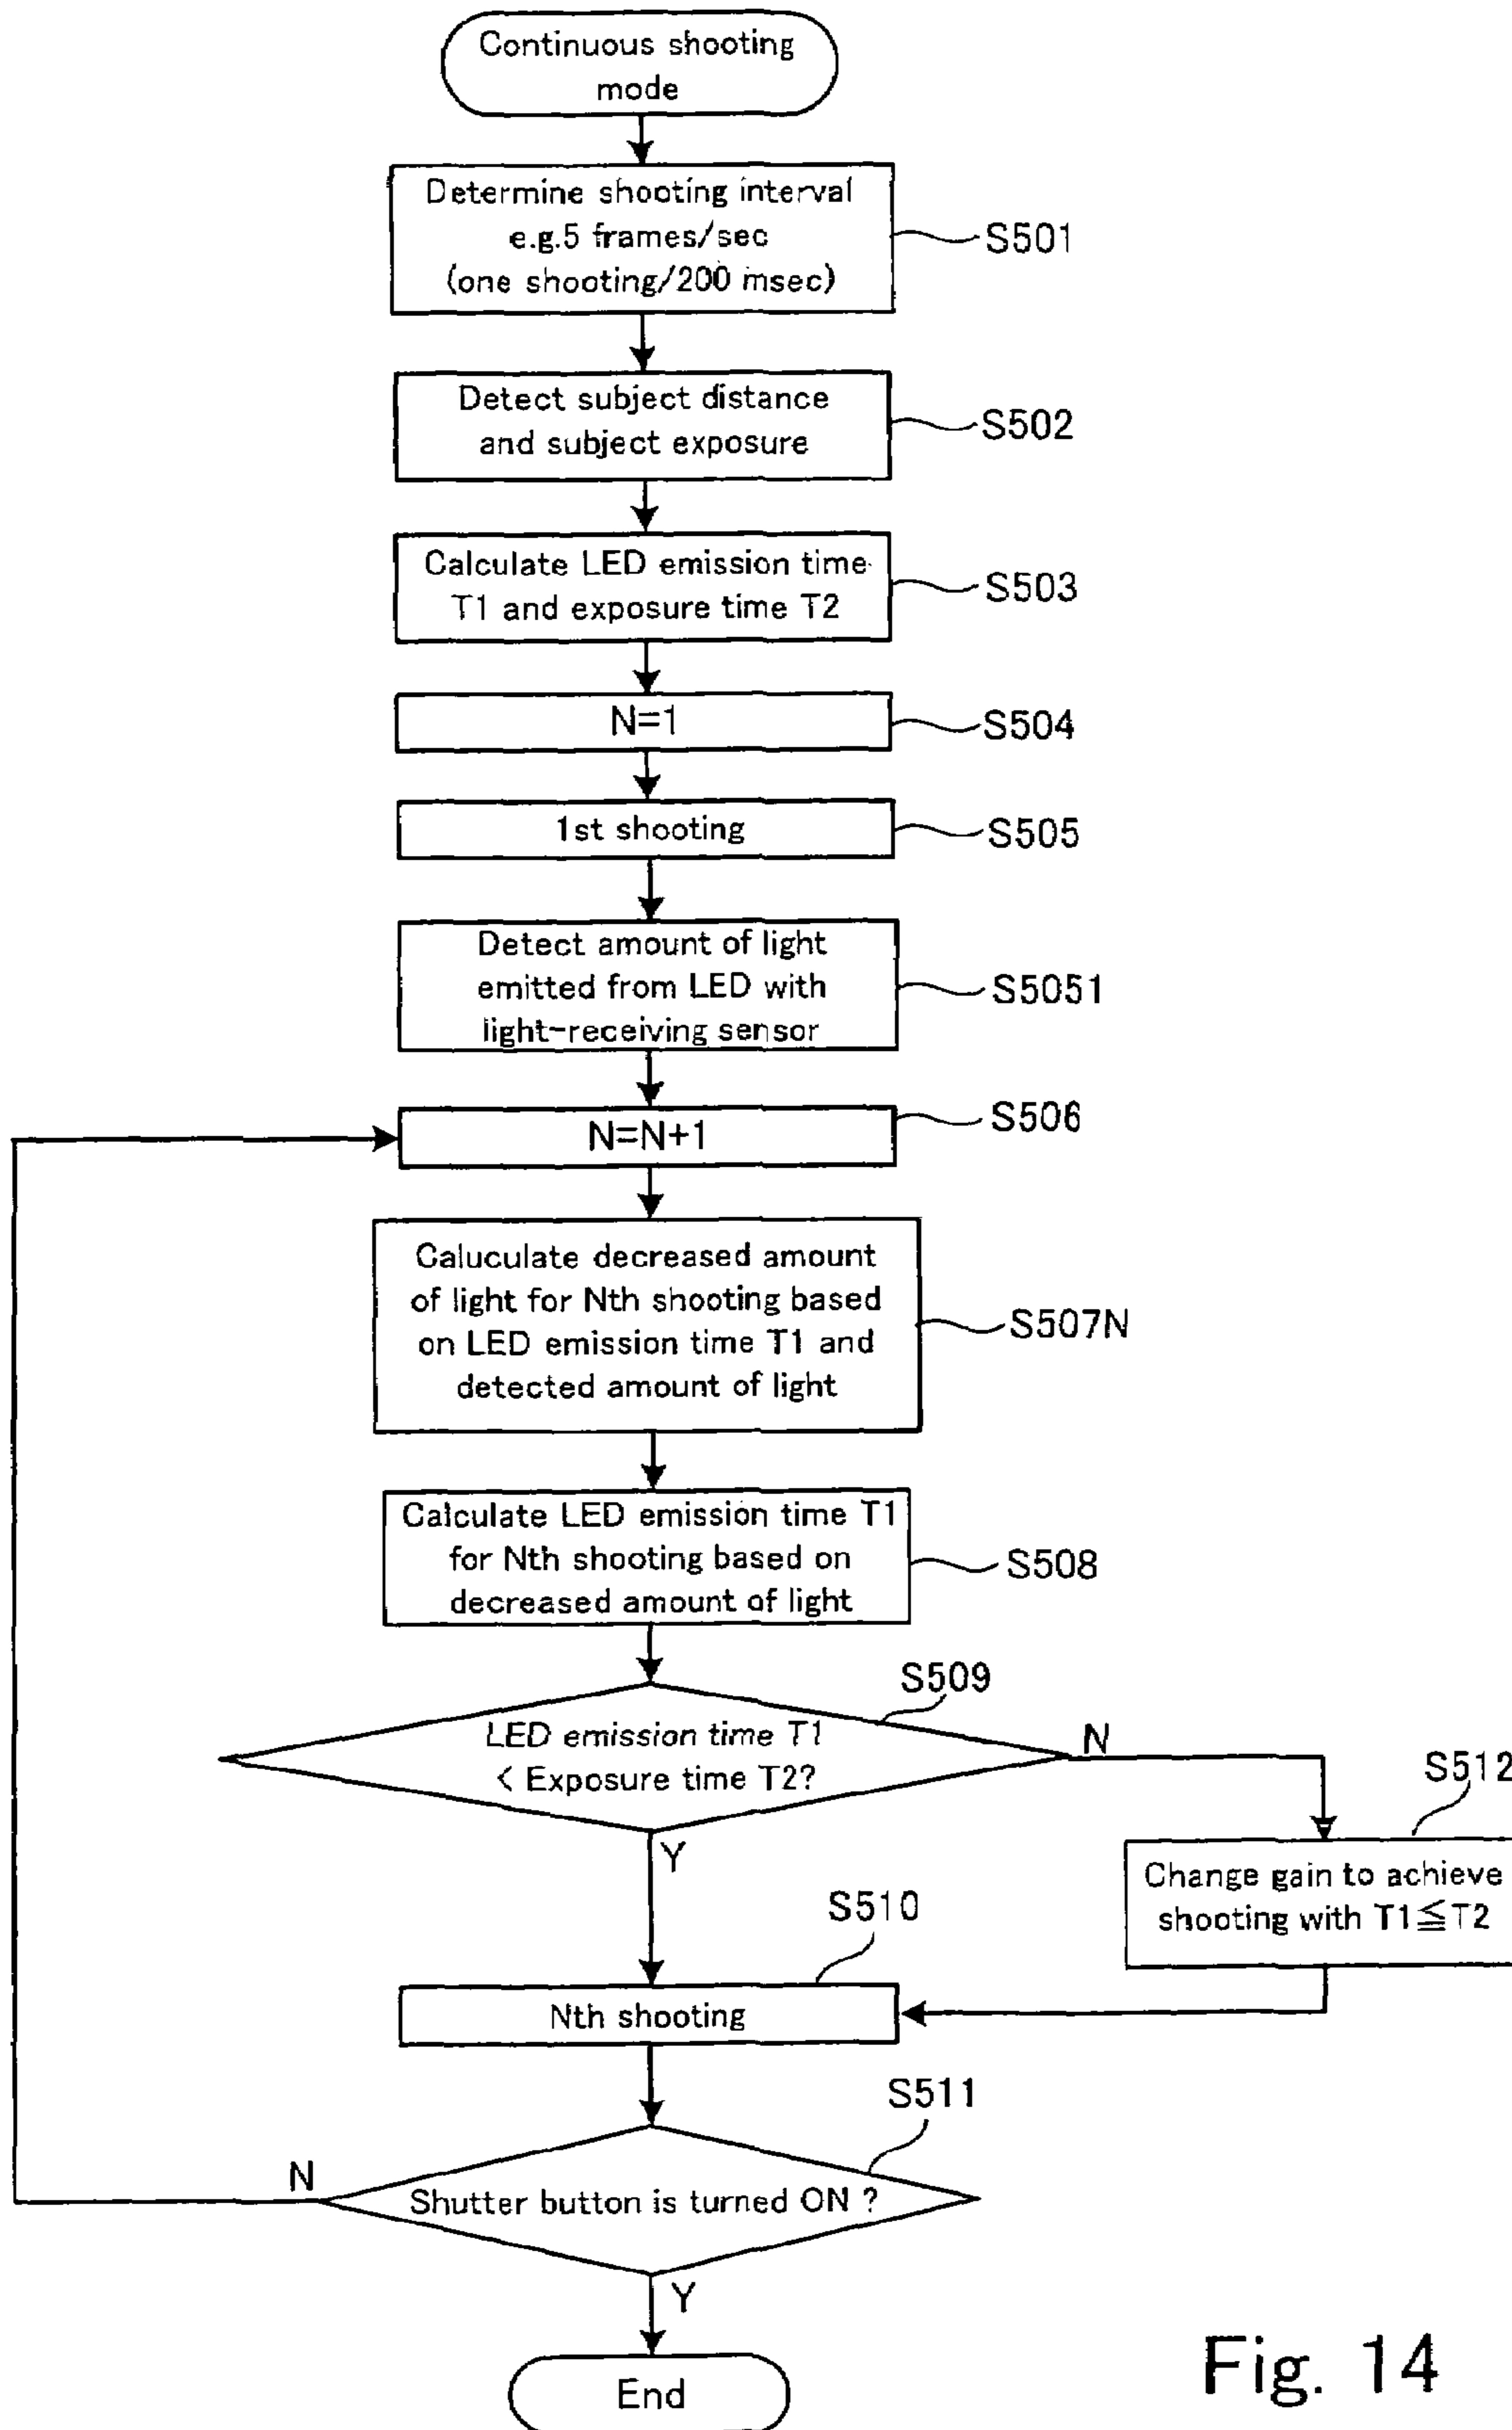 Continuous shooting
mode
Determine shooting interval
e.g.5 frames/sec
(one shooting/200 msec)
S501
Detect subject distance
and subject exposure
S502
Calculate LED emission time
T1 and exposure time T2
S503
N=1
S504
1st shooting
S505
Detect amount of light
emitted from LED with
light-receiving sensor
S5051
N=N+1
S506
Caluculate decreased amount
of light for Nth shooting based
on LED emission time T1 and
detected amount of light
S507N
Calculate LED emission time T1
for Nth shooting based on
decreased amount of light
S508
S509
LED emission time T1
< Exposure time T2?
N
Y
S512
Change gain to achieve
shooting with T1≦T2
S510
Nth shooting
S511
Shutter button is turned ON ?
N
Y
End
Fig. 14